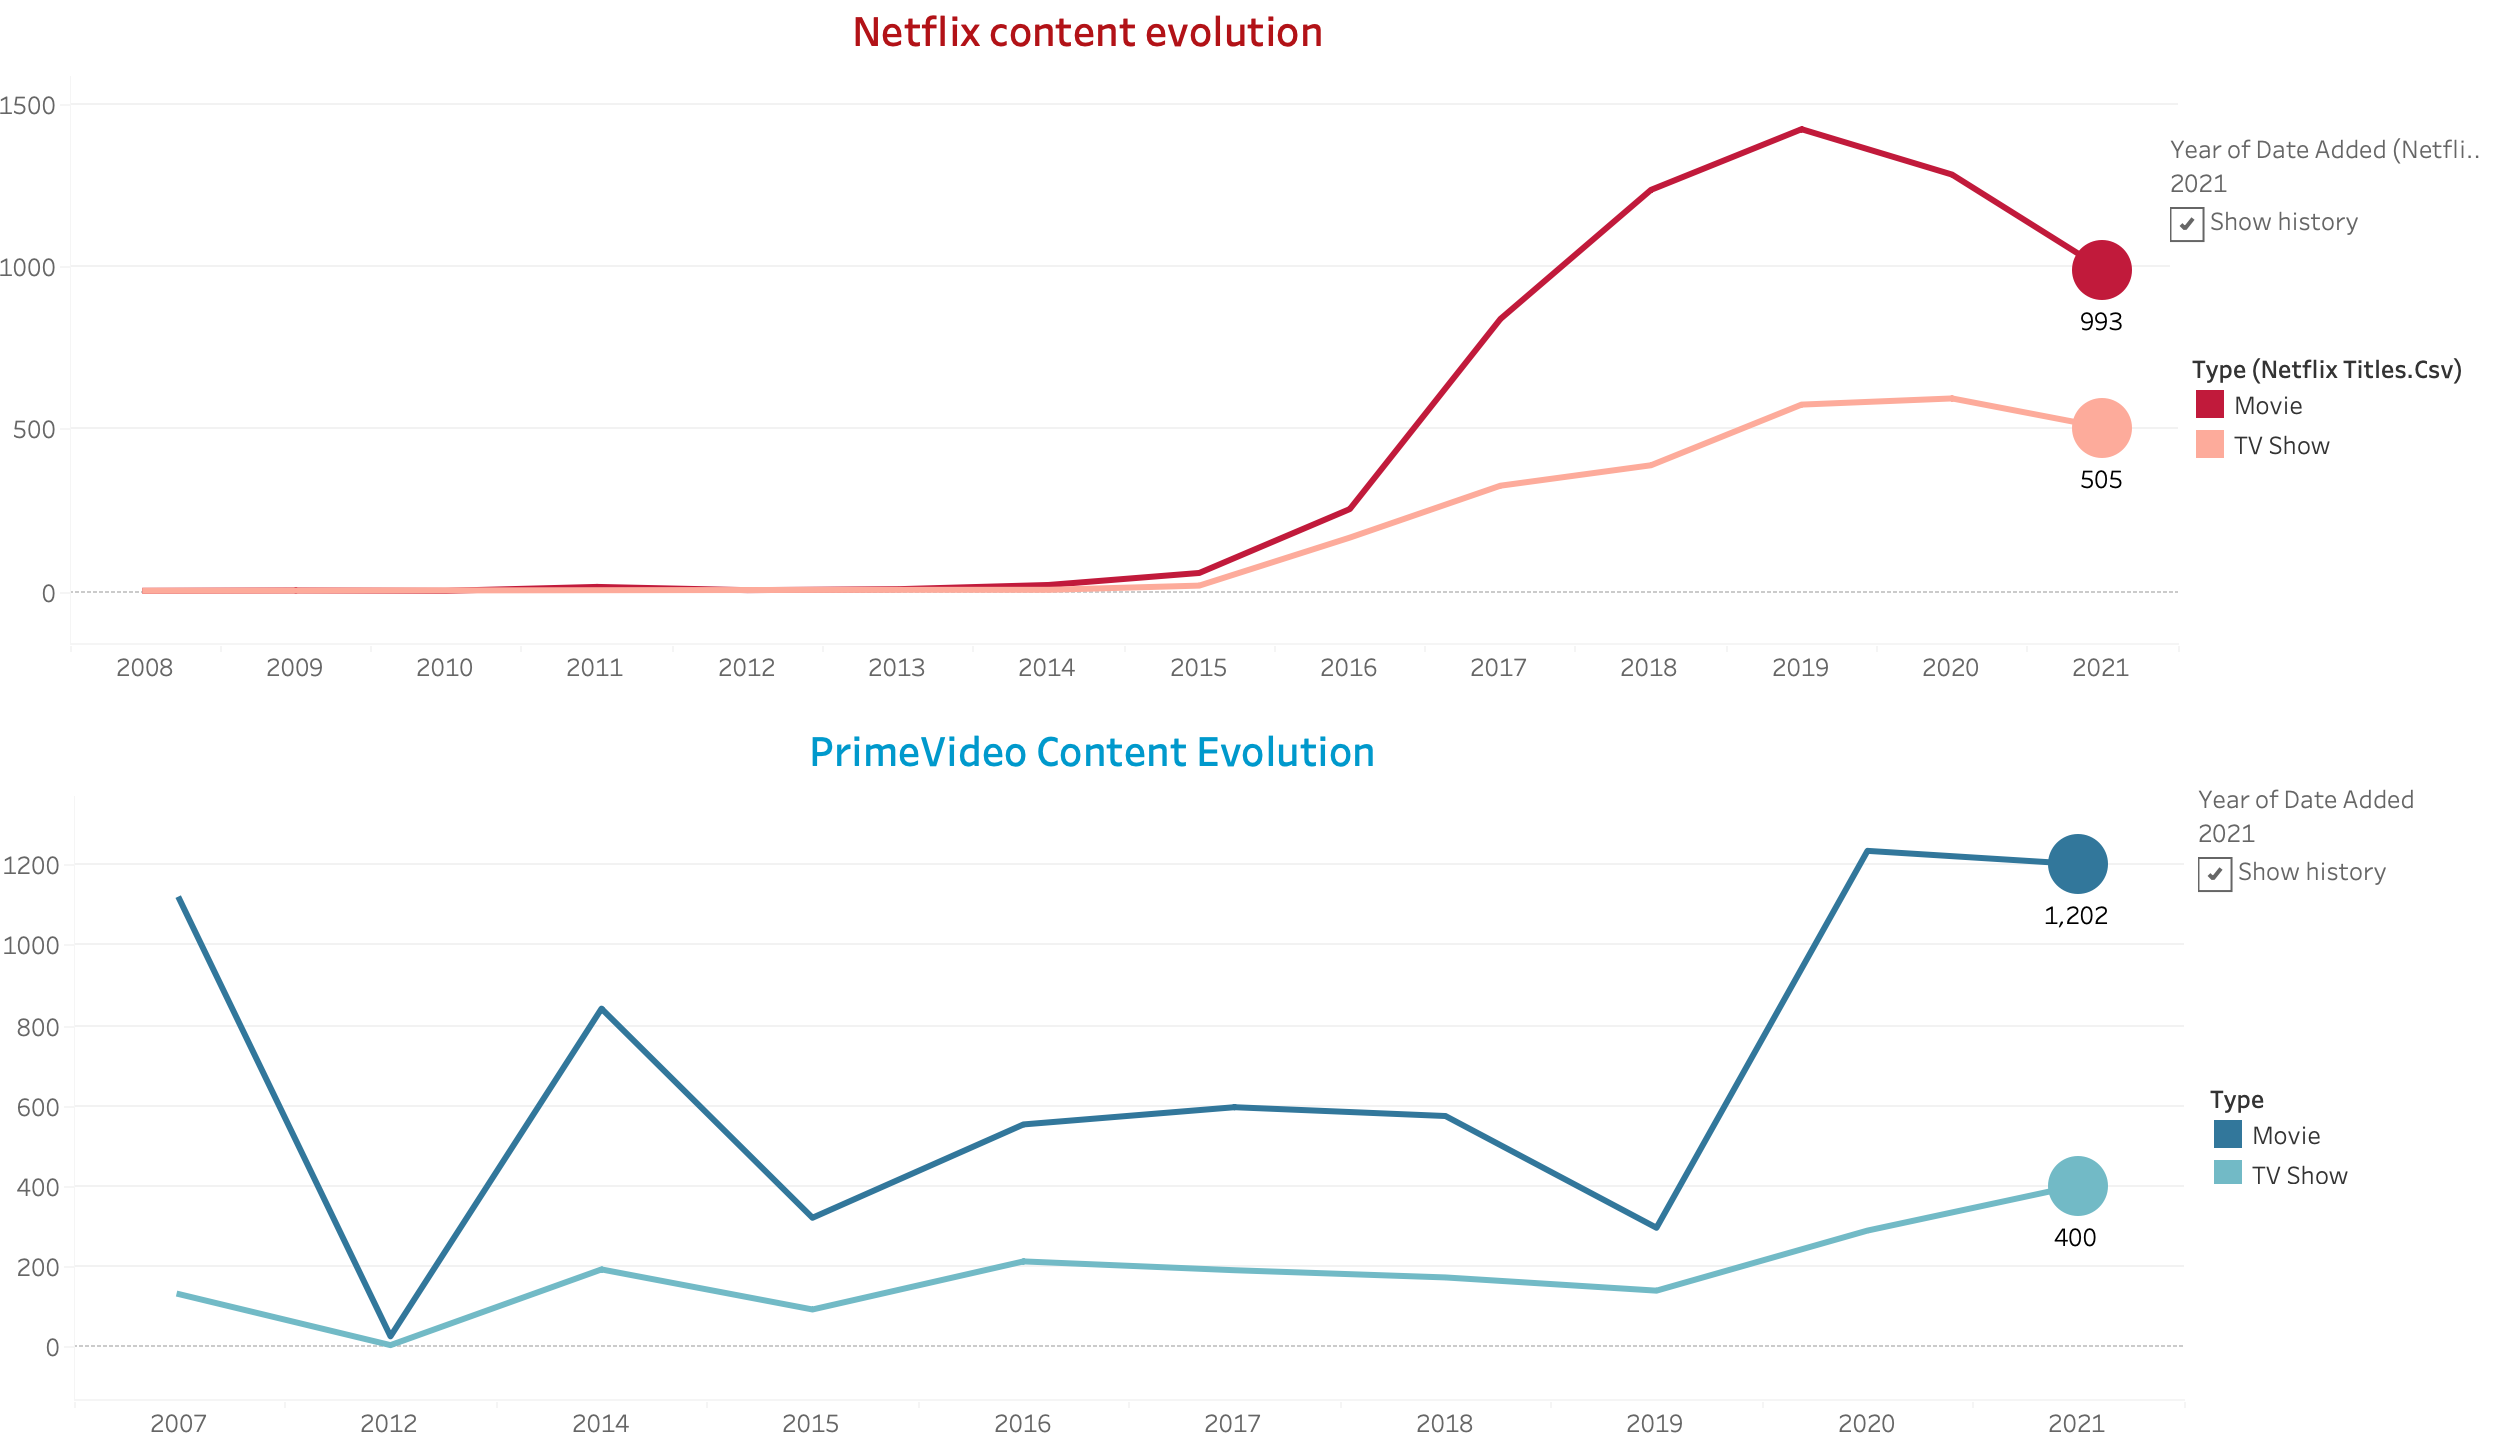 Netflix content evolution
1500
1000
500
0
2008 2009 2010 2011 2012 2013 2014 2015 2016 2017 2018 2019 2020 2021
993
505
Year of Date Added (Netfli..
2021
Show history
Type (Netflix Titles.Csv)
Movie
TV Show
PrimeVideo Content Evolution
1200
1000
800
600
400
200
0
2007 2012 2014 2015 2016 2017 2018 2019 2020 2021
1,202
400
Year of Date Added
2021
Show history
Type
Movie
TV Show